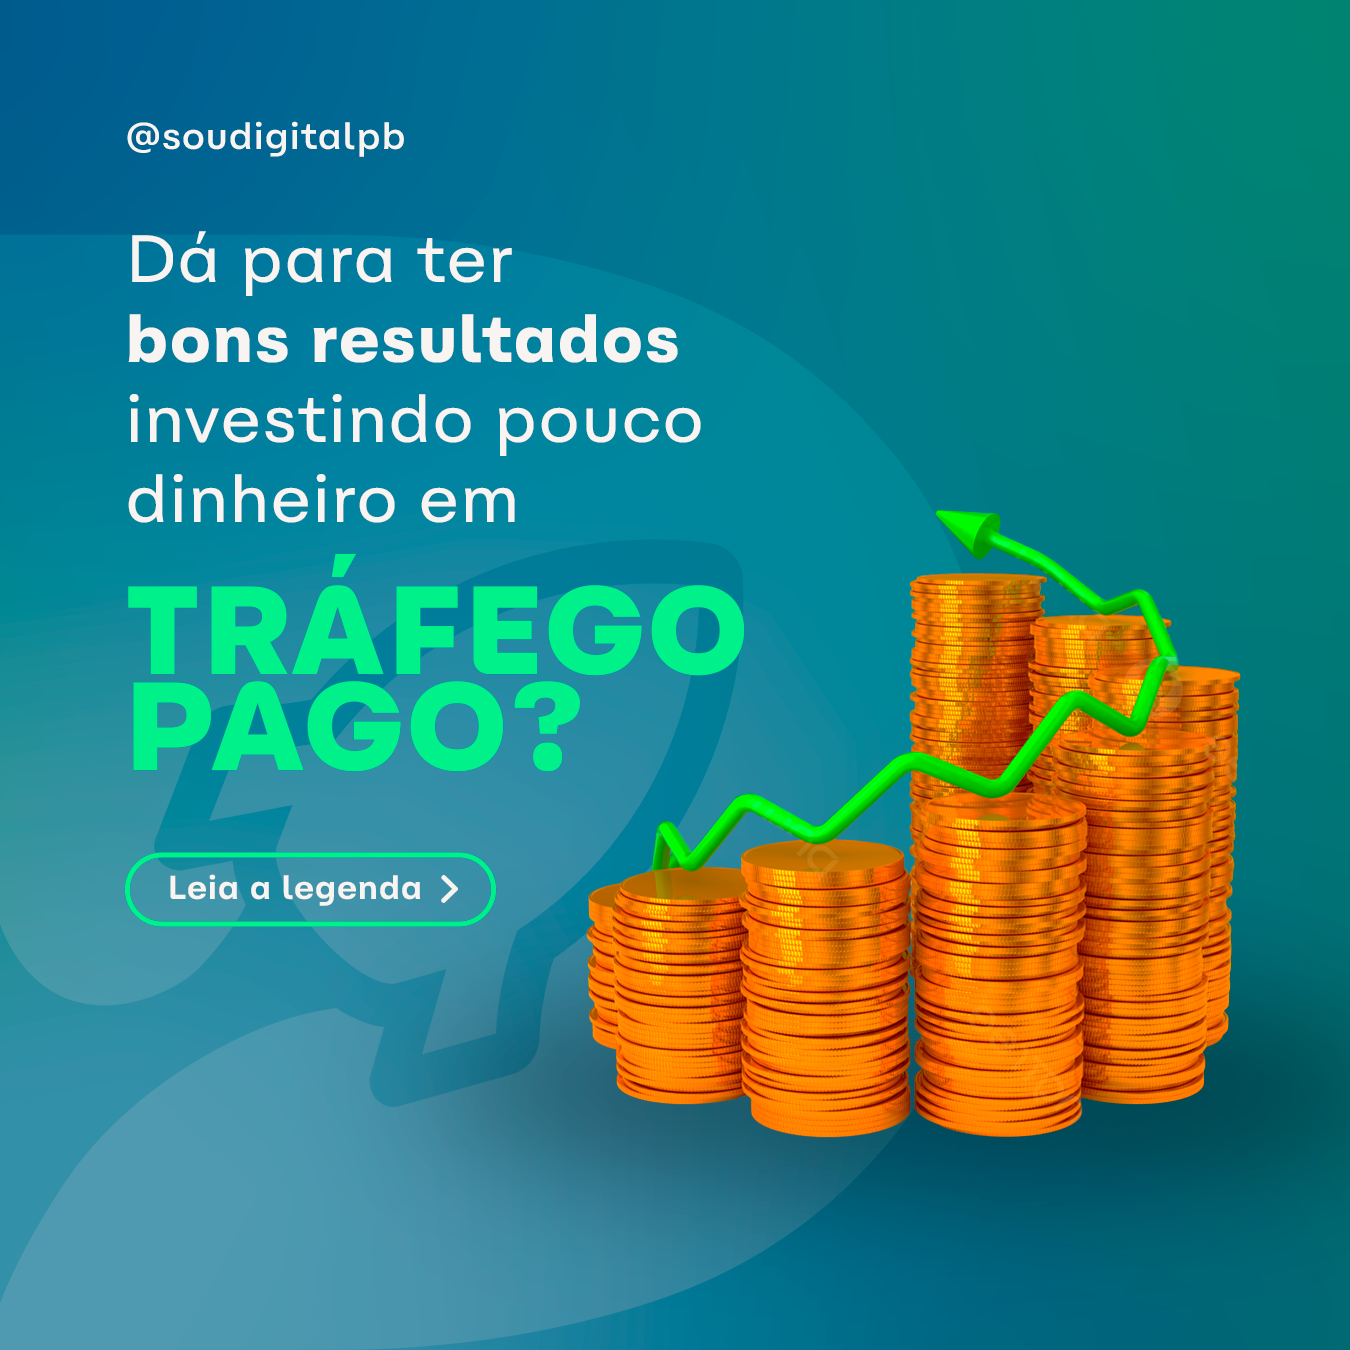 @soudigitalpb
Dá para ter
bons resultados
investindo pouco
dinheiro em
TRÁFEGO
PAGO?
Leia a legenda